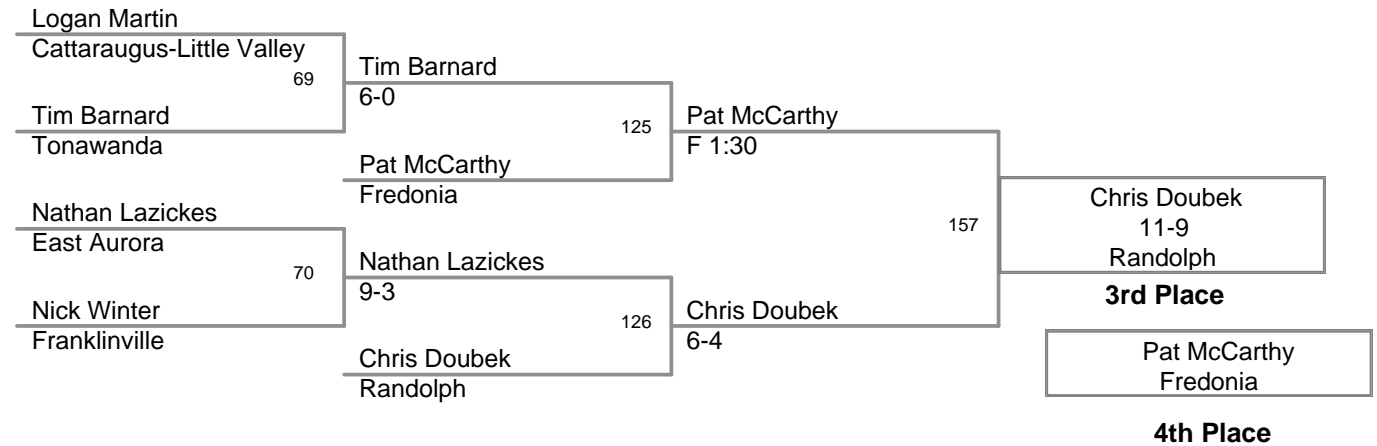 Logan Martin
Cattaraugus-Little Valley
69
Tim Barnard
Tonawanda
Tim Barnard
6-0
125
Pat McCarthy
Fredonia
Pat McCarthy
F 1:30
Nathan Lazickes
East Aurora
70
Nick Winter
Franklinville
Nathan Lazickes
9-3
126
Chris Doubek
Randolph
Chris Doubek
6-4
157
Chris Doubek
11-9
Randolph
3rd Place
Pat McCarthy
Fredonia
4th Place